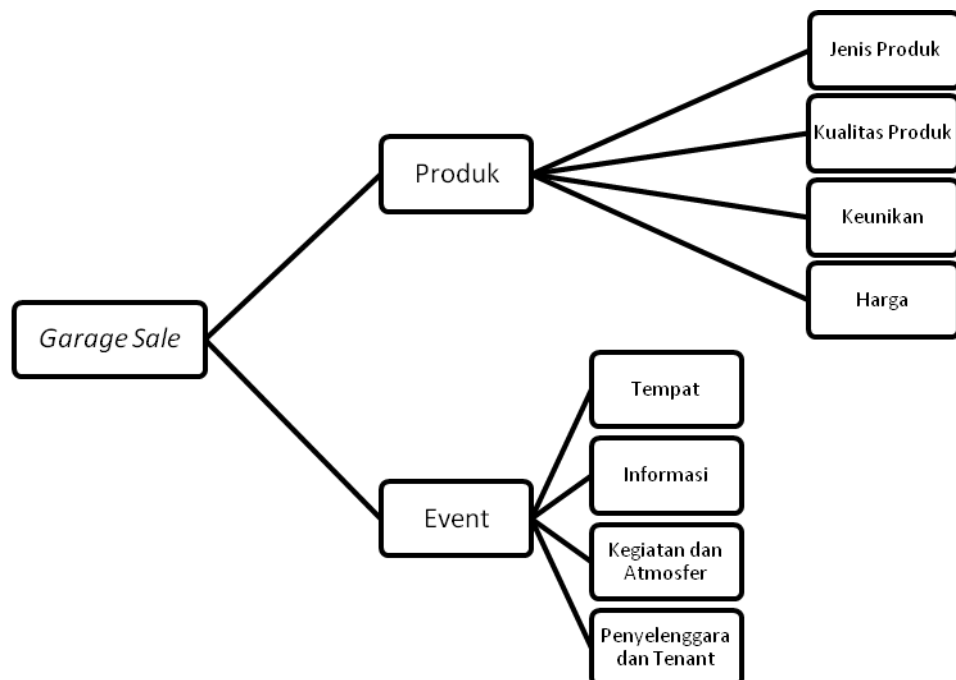 Jenis Produk
Kualitas Produk
Produk
Keunikan
Harga
Garage Sale
Tempat
Informasi
Event
Kegiatan dan
Atmosfer
Penyelenggara
dan Tenant